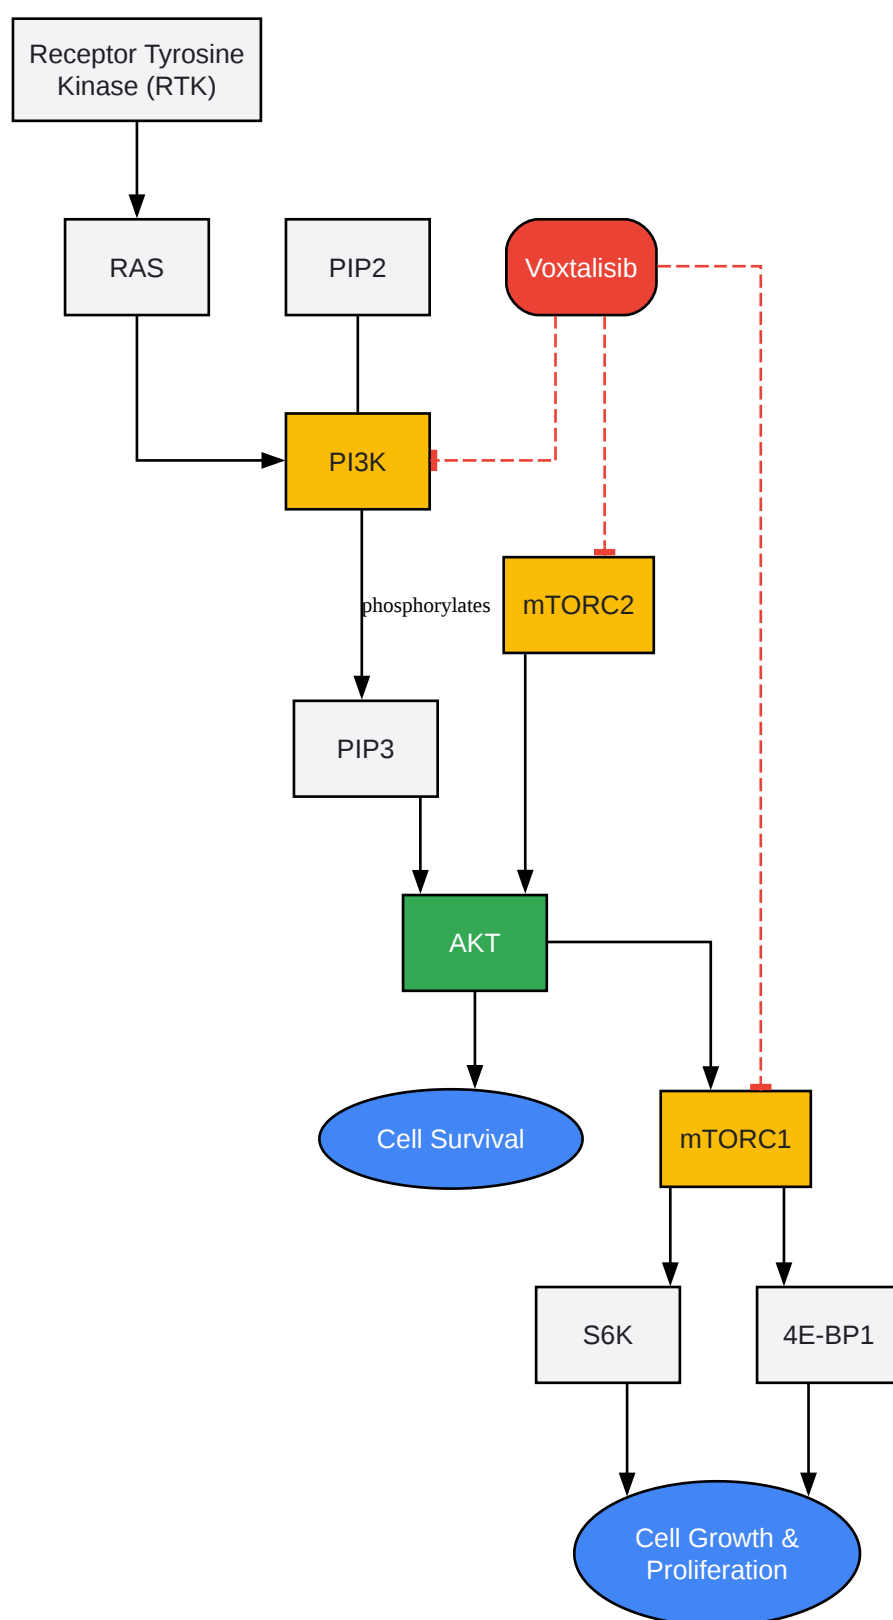 Receptor Tyrosine
Kinase (RTK)
RAS
PIP2
Voxtalisib
PI3K
phosphorylates
mTORC2
PIP3
AKT
Cell Survival
mTORC1
S6K
4E-BP1
Cell Growth &
Proliferation